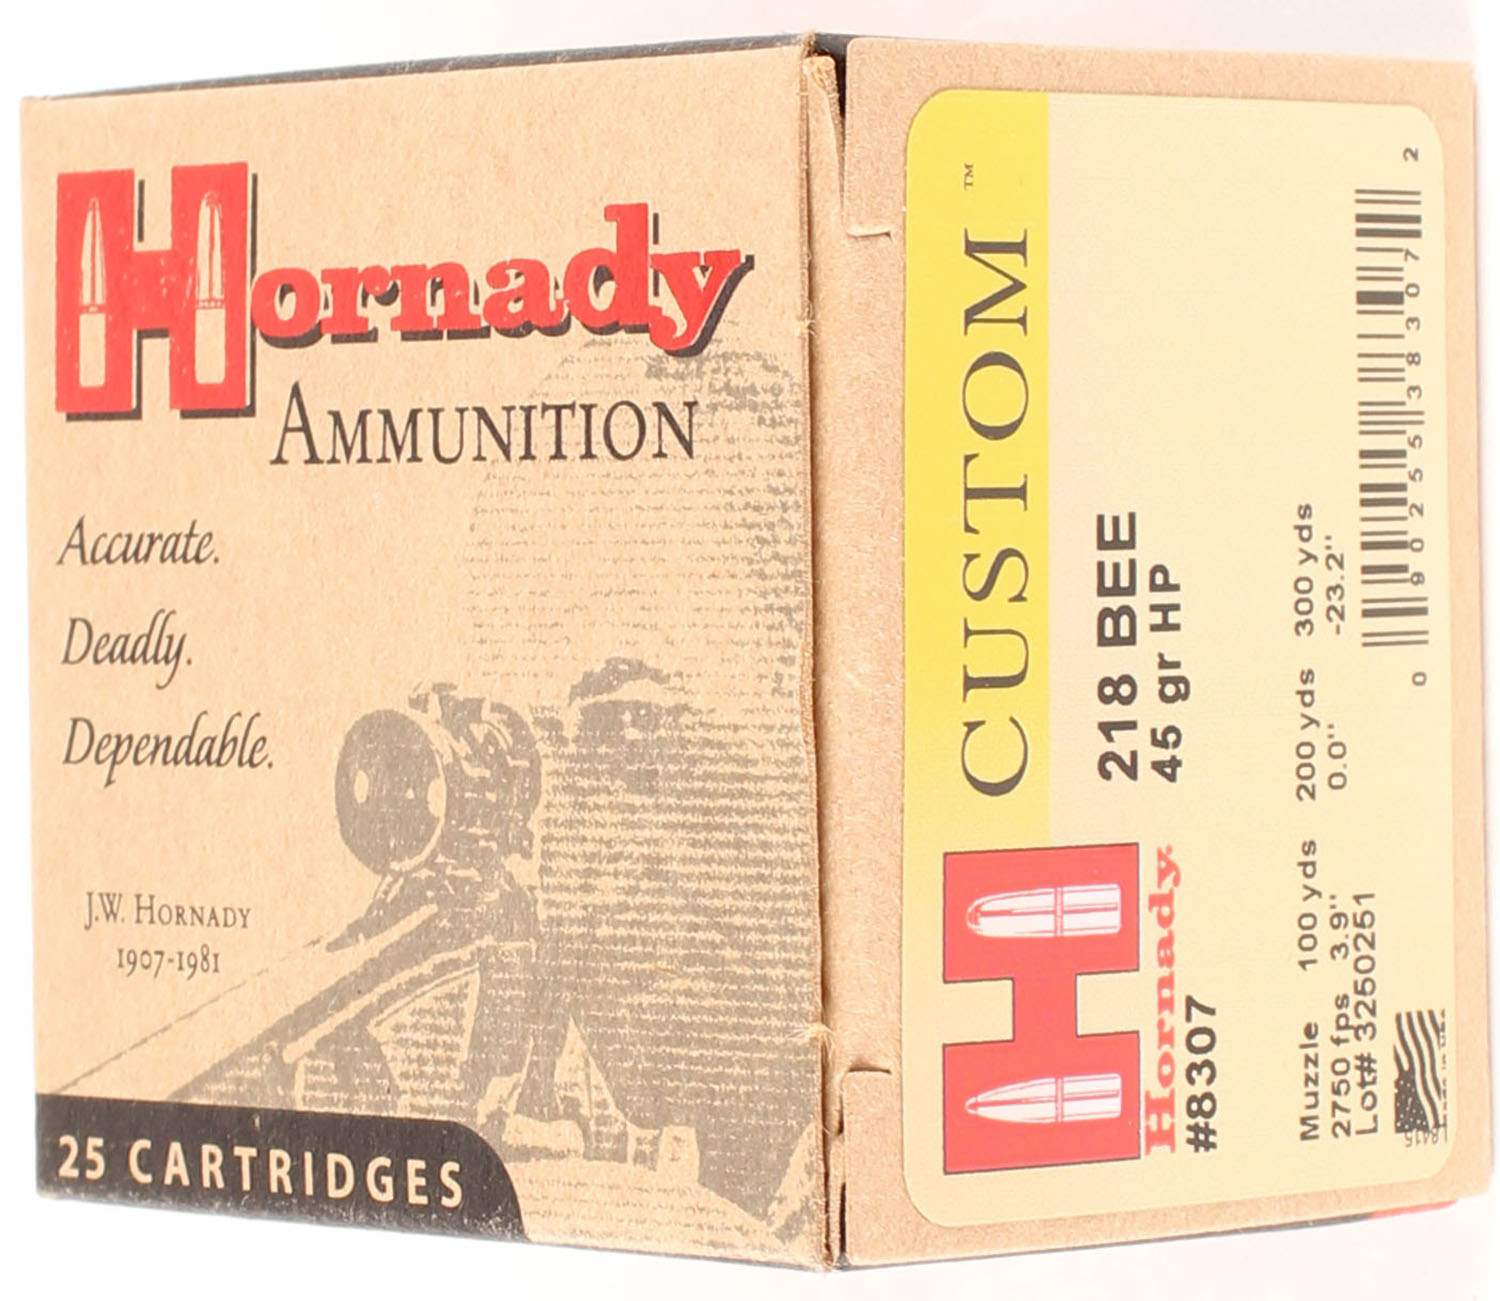 Hornady
AMMUNITION
Accurate.
Deadly.
Dependable.
J.W. HORNADY
1907-1981
25 CARTRIDGES
CUSTOM™
218 BEE
45 gr HP
Hornady.
#8307
Muzzle 100 yds 200 yds 300 yds
2750 fps 3.9" 0.0" -23.2"
Lot# 3250251
0 90255 38307 2